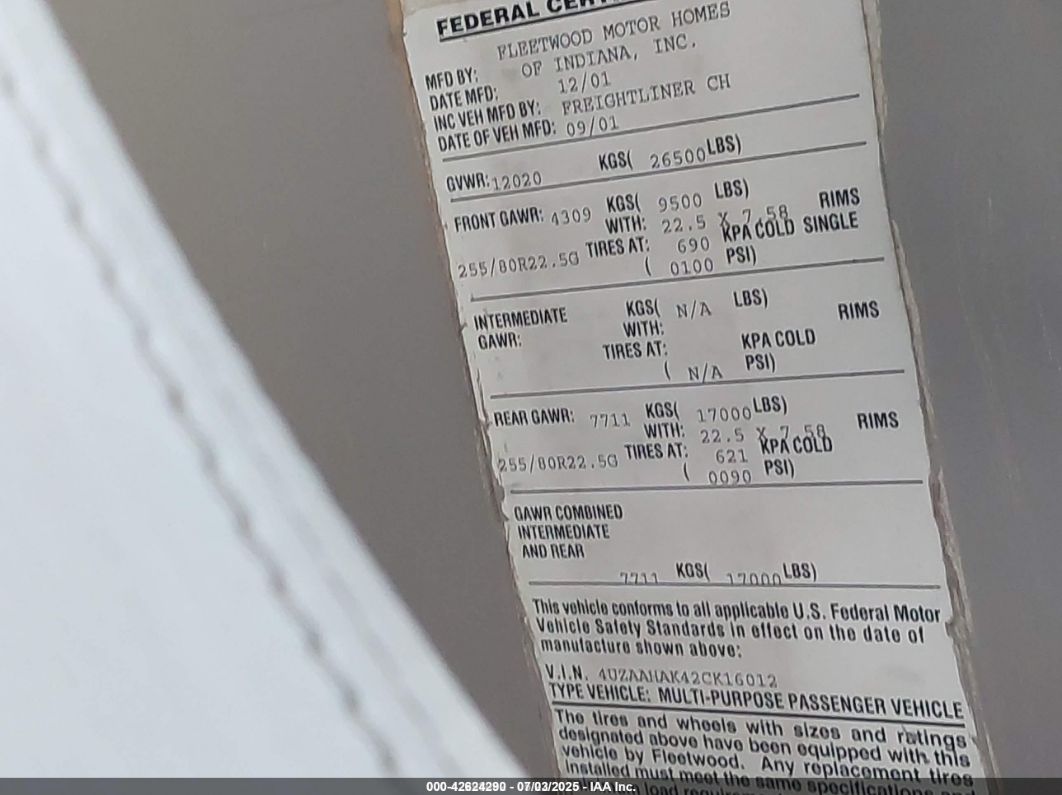 FEDERAL
FLEETWOOD MOTOR HOMES
MFD BY: OF INDIANA, INC.
DATE MFD: 12/01
INC VEH MFD BY: FREIGHTLINER CH
DATE OF VEH MFD: 09/01
GVWR: 12020 KGS( 26500 LBS)
FRONT GAWR: 4309 KGS( 9500 LBS)
WITH: 22.5 X 7.58 RIMS
255/80R22.5G TIRES AT: 690 KPA COLD SINGLE
( 0100 PSI)
INTERMEDIATE KGS( N/A LBS)
GAWR: WITH: RIMS
TIRES AT: KPA COLD
( N/A PSI)
REAR GAWR: 7711 KGS( 17000 LBS)
WITH: 22.5 X 7.58 RIMS
255/80R22.5G TIRES AT: 621 KPA COLD
( 0090 PSI)
GAWR COMBINED
INTERMEDIATE
AND REAR
7711 KGS( 17000 LBS)
This vehicle conforms to all applicable U.S. Federal Motor
Vehicle Safety Standards in effect on the date of
manufacture shown above:
V.I.N. 4UZAAHAK42CK16012
TYPE VEHICLE: MULTI-PURPOSE PASSENGER VEHICLE
The tires and wheels with sizes and ratings
designated above have been equipped with this
vehicle by Fleetwood. Any replacement tires
installed must meet the same specifications and
load
000-42624290 - 07/03/2025 - IAA Inc.